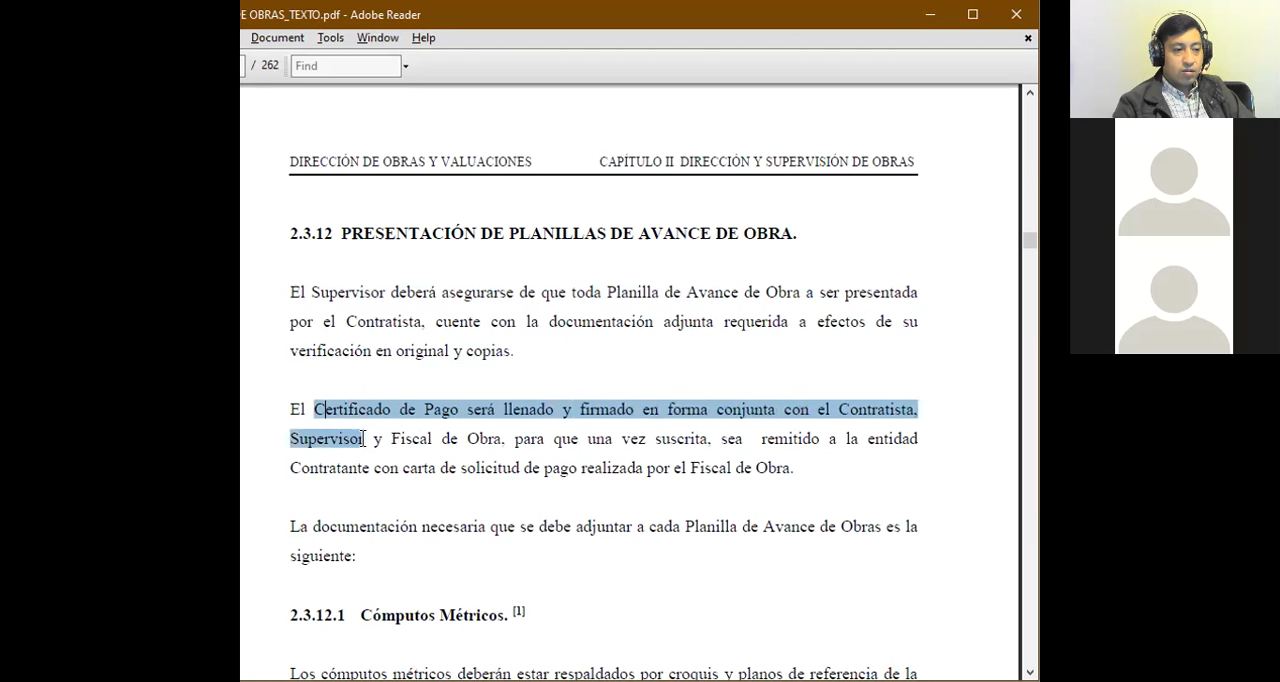 E OBRAS_TEXTO.pdf - Adobe Reader
Document Tools Window Help
/ 262 Find
DIRECCIÓN DE OBRAS Y VALUACIONES CAPÍTULO II DIRECCIÓN Y SUPERVISIÓN DE OBRAS
2.3.12 PRESENTACIÓN DE PLANILLAS DE AVANCE DE OBRA.
El Supervisor deberá asegurarse de que toda Planilla de Avance de Obra a ser presentada
por el Contratista, cuente con la documentación adjunta requerida a efectos de su
verificación en original y copias.
El Certificado de Pago será llenado y firmado en forma conjunta con el Contratista,
Supervisor y Fiscal de Obra, para que una vez suscrita, sea remitido a la entidad
Contratante con carta de solicitud de pago realizada por el Fiscal de Obra.
La documentación necesaria que se debe adjuntar a cada Planilla de Avance de Obras es la
siguiente:
2.3.12.1 Cómputos Métricos. [1]
Los cómputos métricos deberán estar respaldados por croquis y planos de referencia de la